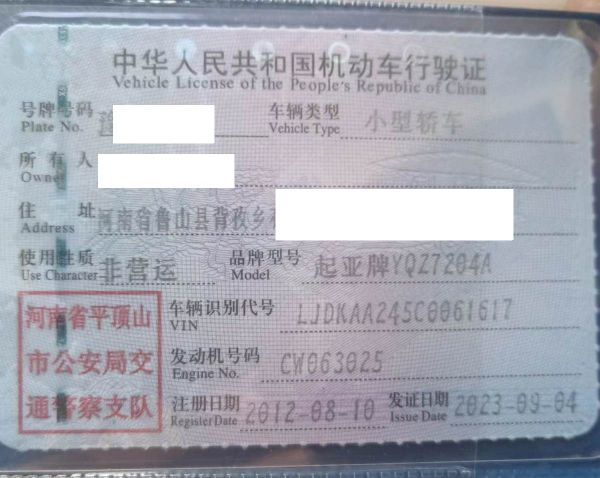 中华人民共和国机动车行驶证
Vehicle License of the People's Republic of China
号牌号码 车辆类型 小型轿车
Plate No. Vehicle Type
所有人
Owner
住址 河南省鲁山县背孜乡
Address
使用性质 非营运 品牌型号 起亚牌YQZ7204A
Use Character Model
河南省平顶山 车辆识别代号 LJDKAA245C0061617
VIN
市公安局交 发动机号码 CW063025
Engine No.
通警察支队 注册日期 2012-08-10 发证日期 2023-09-04
Register Date Issue Date